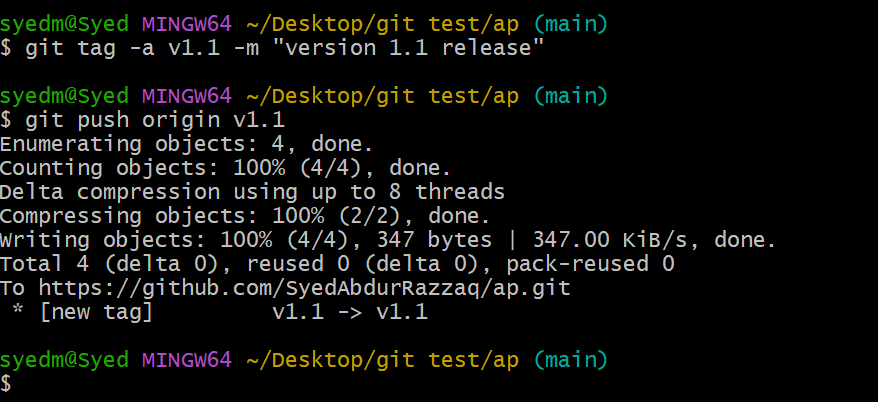 syedm@Syed MINGW64 ~/Desktop/git test/ap (main)
$ git tag -a v1.1 -m "version 1.1 release"
syedm@Syed MINGW64 ~/Desktop/git test/ap (main)
$ git push origin v1.1
Enumerating objects: 4, done.
Counting objects: 100% (4/4), done.
Delta compression using up to 8 threads
Compressing objects: 100% (2/2), done.
Writing objects: 100% (4/4), 347 bytes | 347.00 KiB/s, done.
Total 4 (delta 0), reused 0 (delta 0), pack-reused 0
To https://github.com/SyedAbdurRazzaq/ap.git
 * [new tag]         v1.1 -> v1.1
syedm@Syed MINGW64 ~/Desktop/git test/ap (main)
$